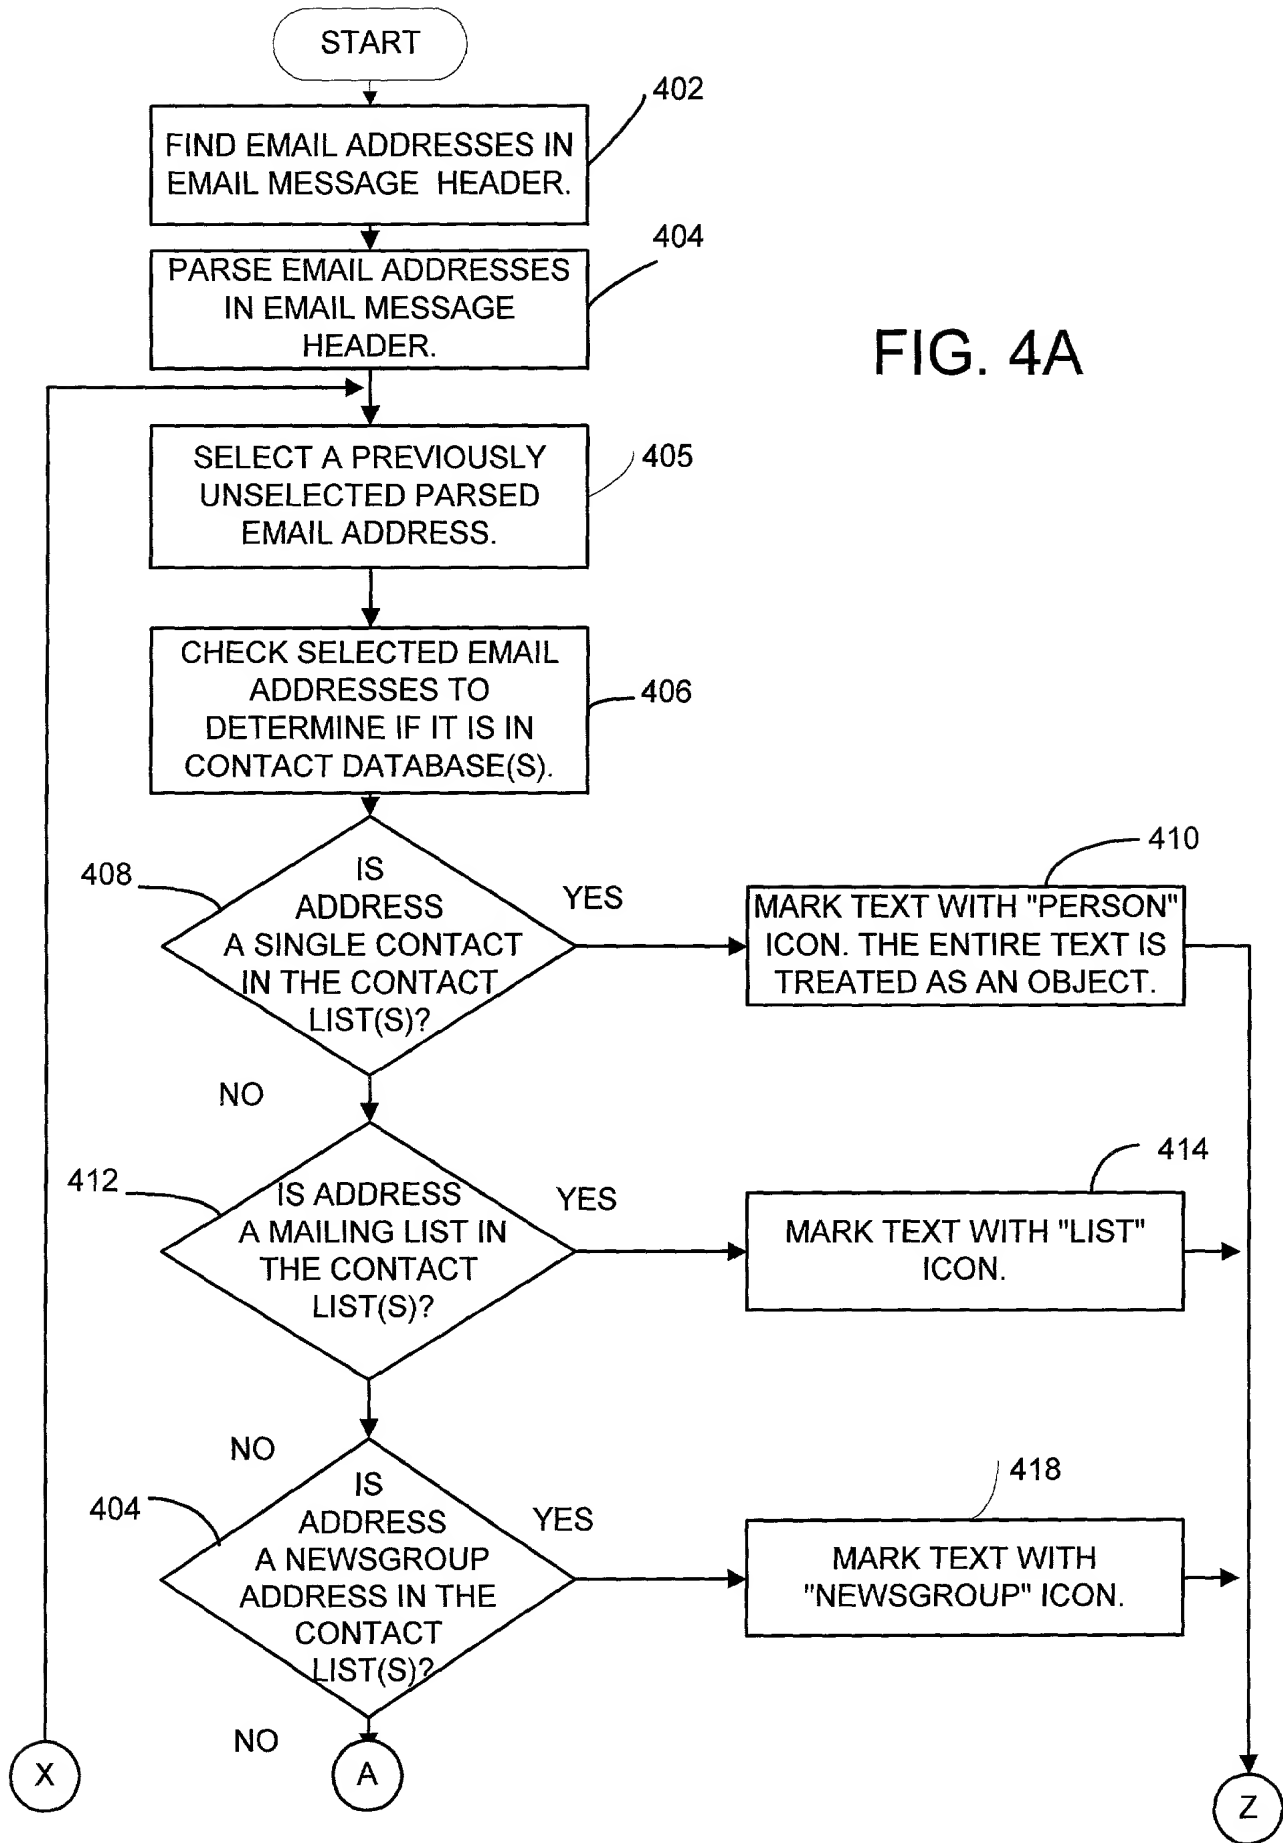 START
402
FIND EMAIL ADDRESSES IN
EMAIL MESSAGE HEADER.
404
PARSE EMAIL ADDRESSES
IN EMAIL MESSAGE
HEADER.
FIG. 4A
SELECT A PREVIOUSLY
UNSELECTED PARSED
EMAIL ADDRESS.
405
CHECK SELECTED EMAIL
ADDRESSES TO
DETERMINE IF IT IS IN
CONTACT DATABASE(S).
406
408
IS
ADDRESS
A SINGLE CONTACT
IN THE CONTACT
LIST(S)?
YES
410
MARK TEXT WITH "PERSON"
ICON. THE ENTIRE TEXT IS
TREATED AS AN OBJECT.
NO
412
IS ADDRESS
A MAILING LIST IN
THE CONTACT
LIST(S)?
YES
414
MARK TEXT WITH "LIST"
ICON.
NO
404
IS
ADDRESS
A NEWSGROUP
ADDRESS IN THE
CONTACT
LIST(S)?
YES
418
MARK TEXT WITH
"NEWSGROUP" ICON.
NO
X
A
Z